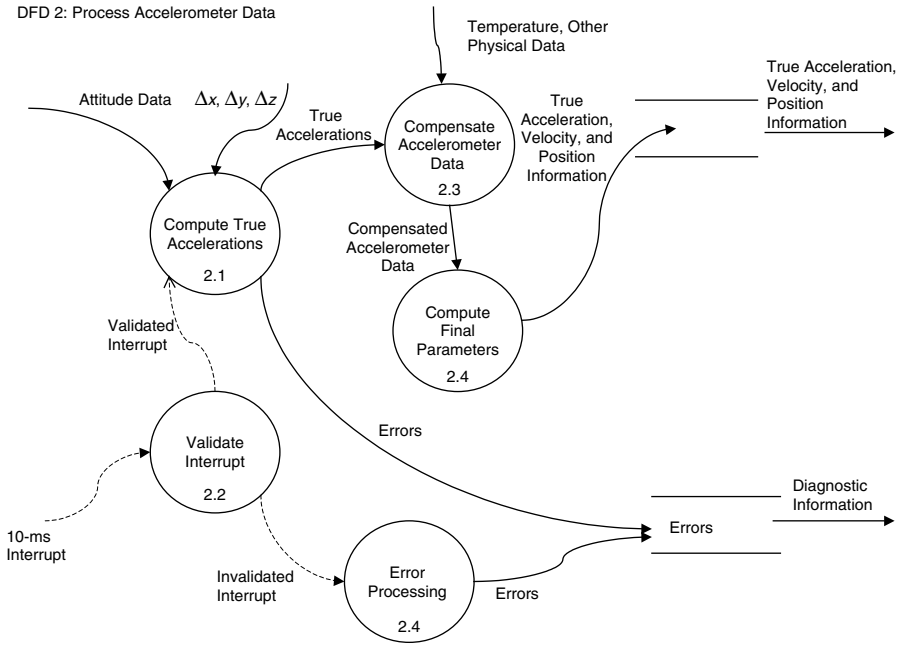 DFD 2: Process Accelerometer Data
Temperature, Other
Physical Data
Attitude Data
Δx, Δy, Δz
True
Accelerations
Compensate
Accelerometer
Data
2.3
True
Acceleration,
Velocity, and
Position
Information
True Acceleration,
Velocity, and
Position
Information
Compute True
Accelerations
2.1
Compensated
Accelerometer
Data
Compute
Final
Parameters
2.4
Validated
Interrupt
Validate
Interrupt
2.2
Errors
10-ms
Interrupt
Invalidated
Interrupt
Error
Processing
2.4
Errors
Errors
Diagnostic
Information